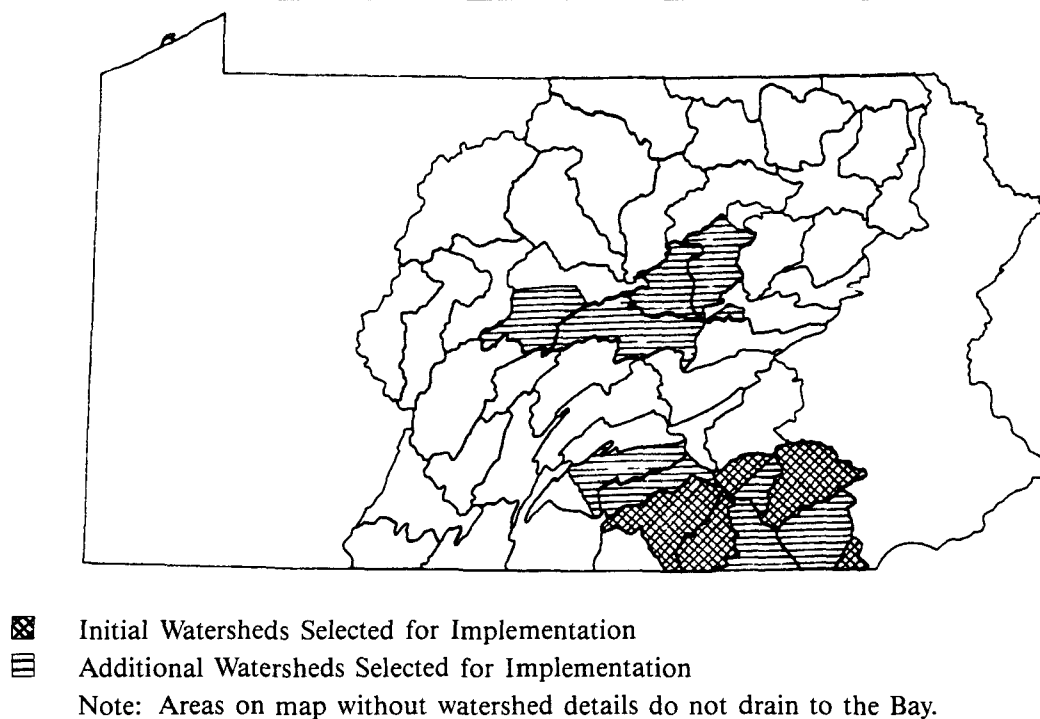 Initial Watersheds Selected for Implementation
Additional Watersheds Selected for Implementation
Note: Areas on map without watershed details do not drain to the Bay.